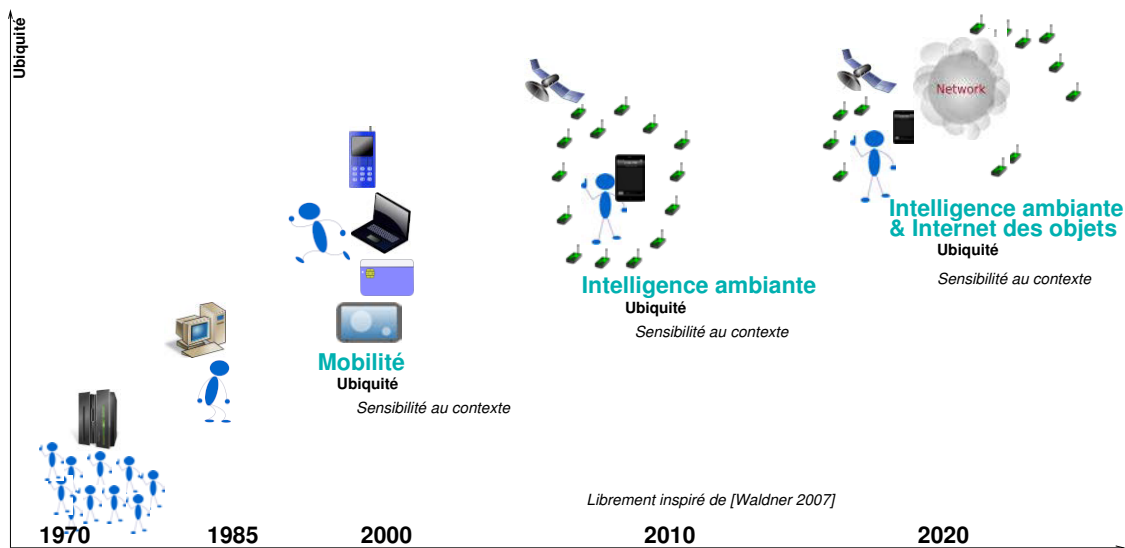 Ubiquité
Network
Intelligence ambiante
& Internet des objets
Ubiquité
Sensibilité au contexte
Intelligence ambiante
Ubiquité
Sensibilité au contexte
Mobilité
Ubiquité
Sensibilité au contexte
Librement inspiré de [Waldner 2007]
1970 1985 2000 2010 2020